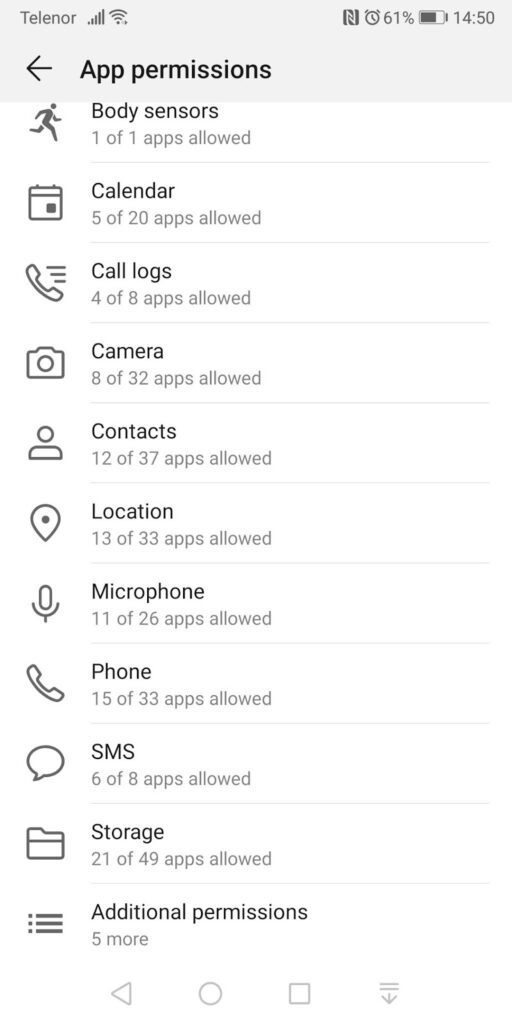 Telenor 61% 14:50
App permissions
Body sensors
1 of 1 apps allowed
Calendar
5 of 20 apps allowed
Call logs
4 of 8 apps allowed
Camera
8 of 32 apps allowed
Contacts
12 of 37 apps allowed
Location
13 of 33 apps allowed
Microphone
11 of 26 apps allowed
Phone
15 of 33 apps allowed
SMS
6 of 8 apps allowed
Storage
21 of 49 apps allowed
Additional permissions
5 more